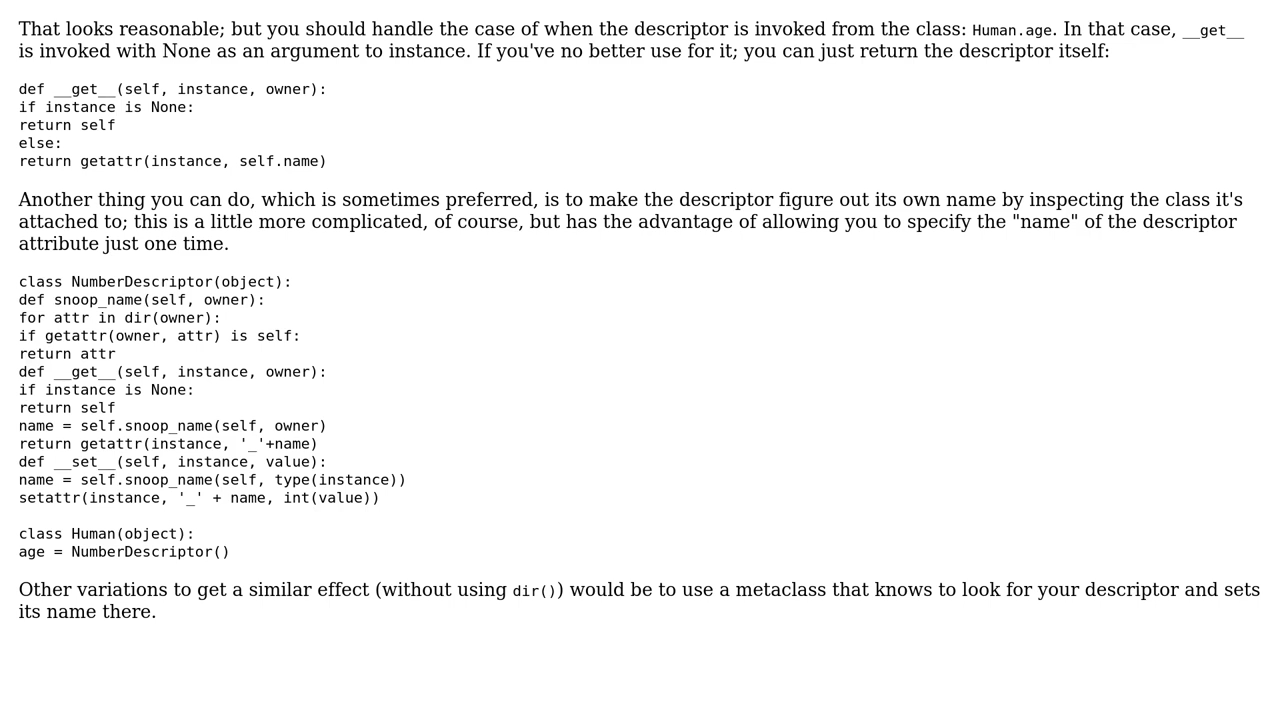 That looks reasonable; but you should handle the case of when the descriptor is invoked from the class: Human.age. In that case, __get__
is invoked with None as an argument to instance. If you've no better use for it; you can just return the descriptor itself:
def __get__(self, instance, owner):
if instance is None:
return self
else:
return getattr(instance, self.name)
Another thing you can do, which is sometimes preferred, is to make the descriptor figure out its own name by inspecting the class it's
attached to; this is a little more complicated, of course, but has the advantage of allowing you to specify the "name" of the descriptor
attribute just one time.
class NumberDescriptor(object):
def snoop_name(self, owner):
for attr in dir(owner):
if getattr(owner, attr) is self:
return attr
def __get__(self, instance, owner):
if instance is None:
return self
name = self.snoop_name(self, owner)
return getattr(instance, '_'+name)
def __set__(self, instance, value):
name = self.snoop_name(self, type(instance))
setattr(instance, '_' + name, int(value))
class Human(object):
age = NumberDescriptor()
Other variations to get a similar effect (without using dir()) would be to use a metaclass that knows to look for your descriptor and sets
its name there.